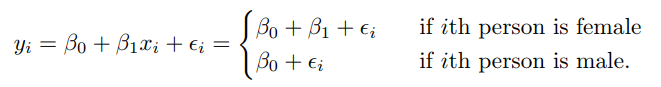 yᵢ = β₀ + β₁xᵢ + ϵᵢ = { β₀ + β₁ + ϵᵢ if ith person is female
β₀ + ϵᵢ if ith person is male.